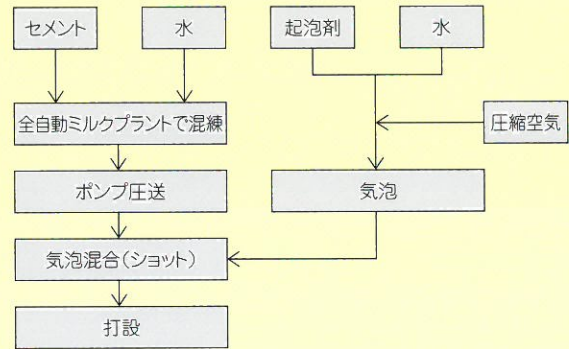 セメント
水
起泡剤
水
全自動ミルクプラントで混練
圧縮空気
ポンプ圧送
気泡
気泡混合(ショット)
打設